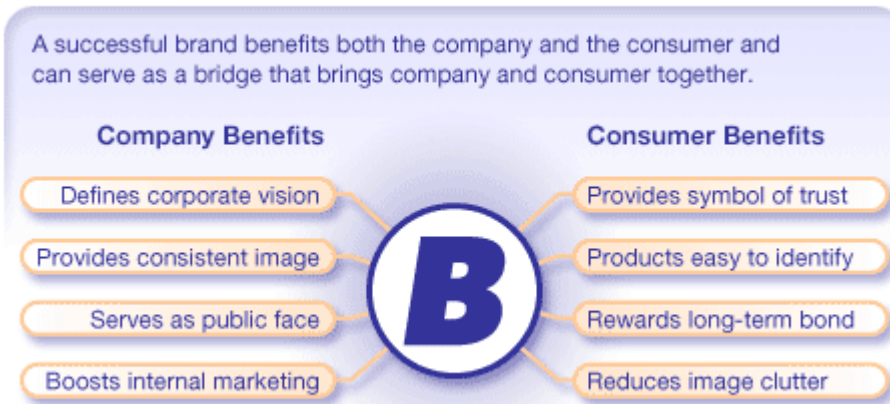 A successful brand benefits both the company and the consumer and
can serve as a bridge that brings company and consumer together.
Company Benefits
Defines corporate vision
Provides consistent image
Serves as public face
Boosts internal marketing
B
Consumer Benefits
Provides symbol of trust
Products easy to identify
Rewards long-term bond
Reduces image clutter